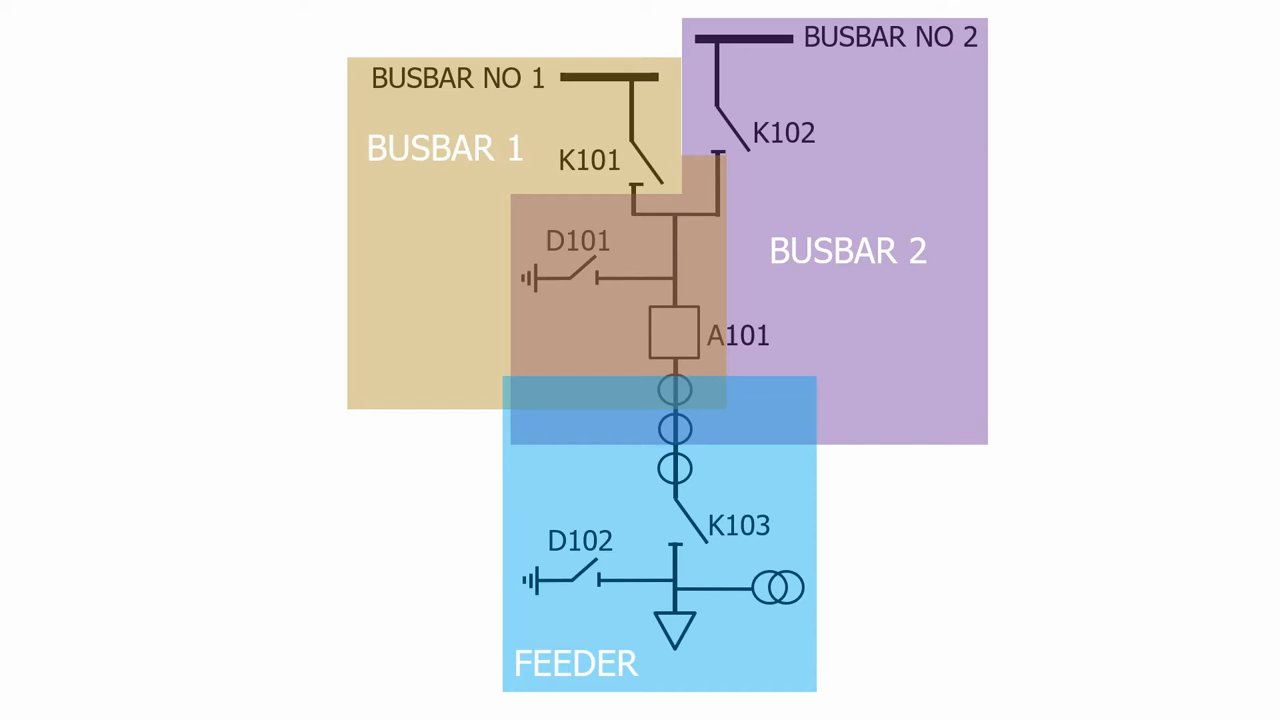 BUSBAR NO 2
BUSBAR NO 1
K102
BUSBAR 1
K101
D101
BUSBAR 2
A101
K103
D102
FEEDER